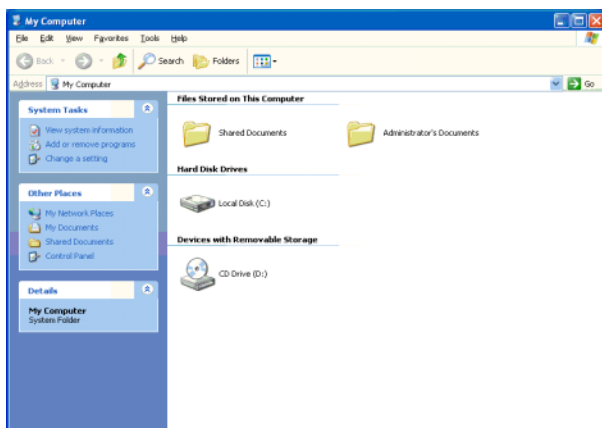 My Computer
File Edit View Favorites Tools Help
Back Search Folders
Address My Computer Go
System Tasks
View system information
Add or remove programs
Change a setting
Other Places
My Network Places
My Documents
Shared Documents
Control Panel
Details
My Computer
System Folder
Files Stored on This Computer
Shared Documents Administrator's Documents
Hard Disk Drives
Local Disk (C:)
Devices with Removable Storage
CD Drive (D:)